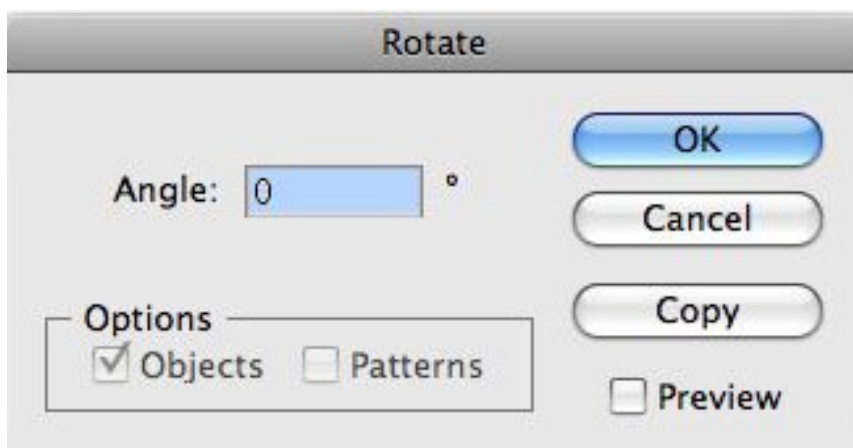 Rotate
Angle: 0 °
OK
Cancel
Copy
Options
Objects Patterns
Preview